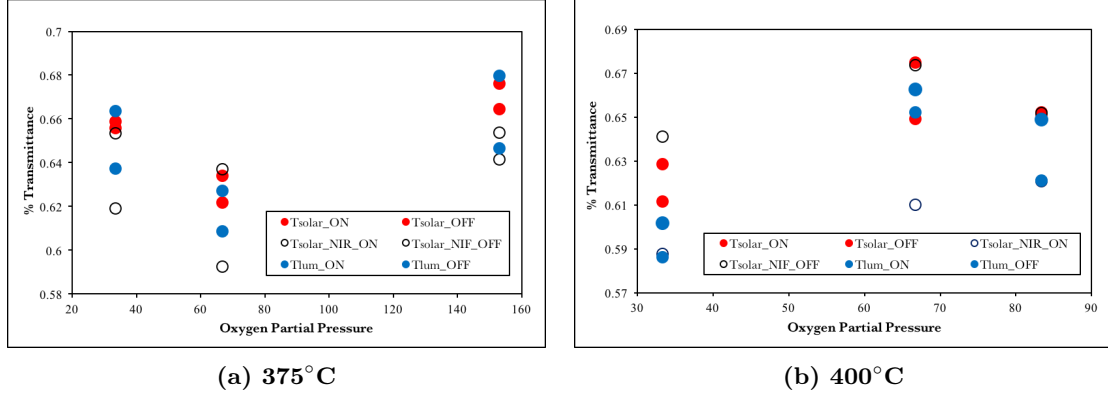 0.7
0.68
0.66
0.64
0.62
0.6
0.58
% Transmittance
20 40 60 80 100 120 140 160
Oxygen Partial Pressure
Tsolar_ON Tsolar_OFF
Tsolar_NIR_ON Tsolar_NIF_OFF
Tlum_ON Tlum_OFF
(a) 375°C
0.69
0.67
0.65
0.63
0.61
0.59
0.57
% Transmittance
30 40 50 60 70 80 90
Oxygen Partial Pressure
Tsolar_ON Tsolar_OFF Tsolar_NIR_ON
Tsolar_NIF_OFF Tlum_ON Tlum_OFF
(b) 400°C